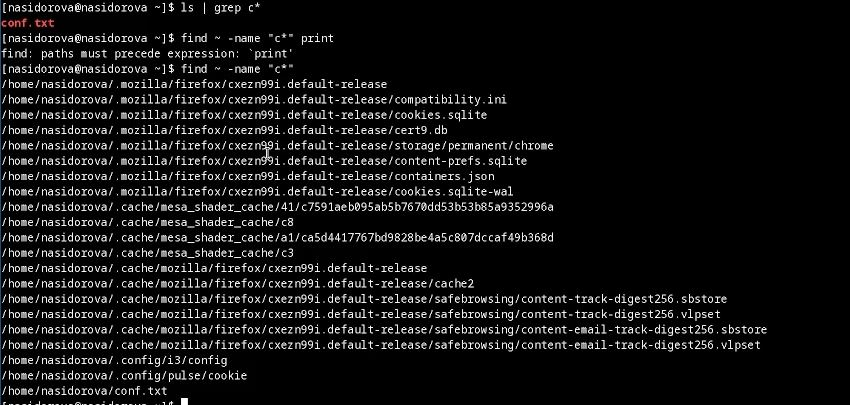 [nasidorova@nasidorova ~]$ ls | grep c*
conf.txt
[nasidorova@nasidorova ~]$ find ~ -name "c*" print
find: paths must precede expression: `print'
[nasidorova@nasidorova ~]$ find ~ -name "c*"
/home/nasidorova/.mozilla/firefox/cxezn99i.default-release
/home/nasidorova/.mozilla/firefox/cxezn99i.default-release/compatibility.ini
/home/nasidorova/.mozilla/firefox/cxezn99i.default-release/cookies.sqlite
/home/nasidorova/.mozilla/firefox/cxezn99i.default-release/cert9.db
/home/nasidorova/.mozilla/firefox/cxezn99i.default-release/storage/permanent/chrome
/home/nasidorova/.mozilla/firefox/cxezn99i.default-release/content-prefs.sqlite
/home/nasidorova/.mozilla/firefox/cxezn99i.default-release/containers.json
/home/nasidorova/.mozilla/firefox/cxezn99i.default-release/cookies.sqlite-wal
/home/nasidorova/.cache/mesa_shader_cache/41/c7591aeb095ab5b7670dd53b53b85a9352996a
/home/nasidorova/.cache/mesa_shader_cache/c8
/home/nasidorova/.cache/mesa_shader_cache/a1/ca5d4417767bd9828be4a5c807dccaf49b368d
/home/nasidorova/.cache/mesa_shader_cache/c3
/home/nasidorova/.cache/mozilla/firefox/cxezn99i.default-release
/home/nasidorova/.cache/mozilla/firefox/cxezn99i.default-release/cache2
/home/nasidorova/.cache/mozilla/firefox/cxezn99i.default-release/safebrowsing/content-track-digest256.sbstore
/home/nasidorova/.cache/mozilla/firefox/cxezn99i.default-release/safebrowsing/content-track-digest256.vlpset
/home/nasidorova/.cache/mozilla/firefox/cxezn99i.default-release/safebrowsing/content-email-track-digest256.sbstore
/home/nasidorova/.cache/mozilla/firefox/cxezn99i.default-release/safebrowsing/content-email-track-digest256.vlpset
/home/nasidorova/.config/i3/config
/home/nasidorova/.config/pulse/cookie
/home/nasidorova/conf.txt
[nasidorova@nasidorova ~]$